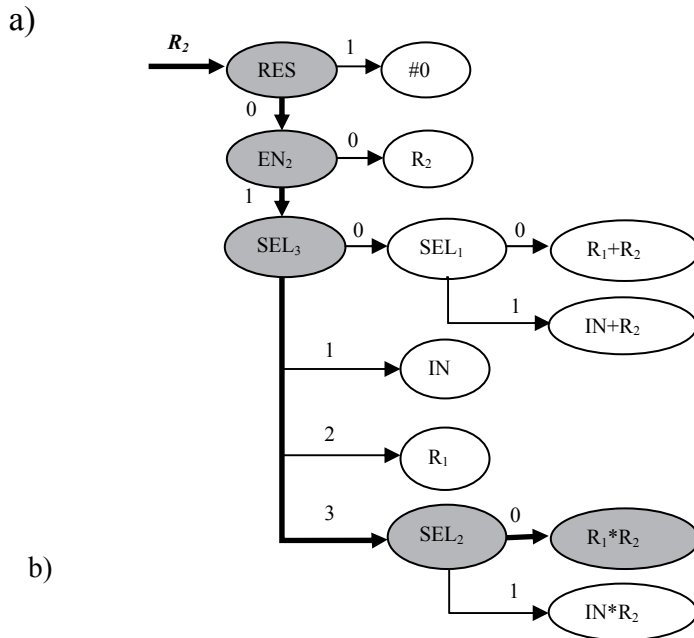 a)
R₂
RES
1
#0
0
EN₂
0
R₂
1
SEL₃
0
SEL₁
0
R₁+R₂
1
IN+R₂
1
IN
2
R₁
3
SEL₂
0
R₁*R₂
b)
1
IN*R₂